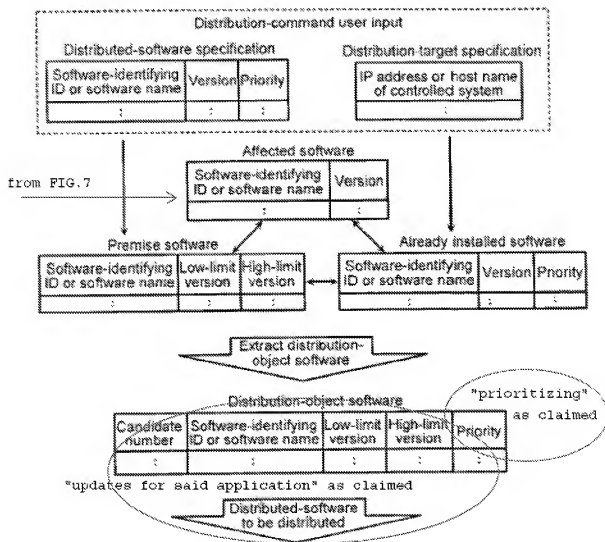 Distribution-command user input
Distributed-software specification
Distribution-target specification
Software-identifying ID or software name
Version
Priority
IP address or host name of controlled system
:
:
:
:
Affected software
from FIG.7
Software-identifying ID or software name
Version
:
:
Premise software
Already installed software
Software-identifying ID or software name
Low-limit version
High-limit version
Software-identifying ID or software name
Version
Priority
:
:
:
:
:
:
Extract distribution-object software
Distribution-object software
"prioritizing" as claimed
Candidate number
Software-identifying ID or software name
Low-limit version
High-limit version
Priority
:
:
:
:
:
"updates for said application" as claimed
Distributed-software to be distributed